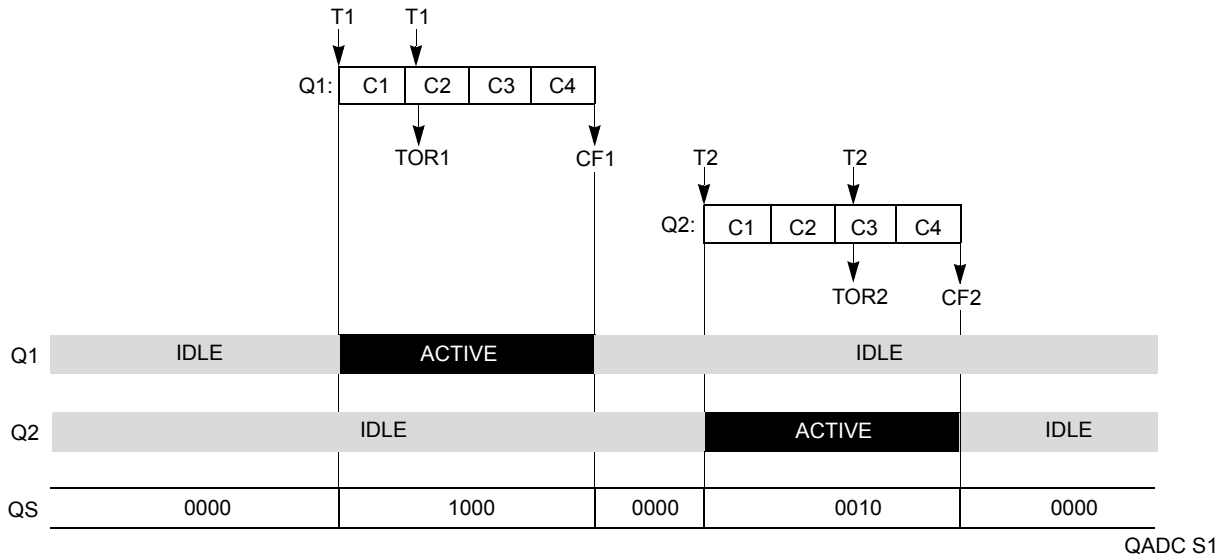 T1 T1
Q1: C1 C2 C3 C4
TOR1 CF1 T2 T2
Q2: C1 C2 C3 C4
TOR2 CF2
Q1 IDLE ACTIVE IDLE
Q2 IDLE ACTIVE IDLE
QS 0000 1000 0000 0010 0000
QADC S1